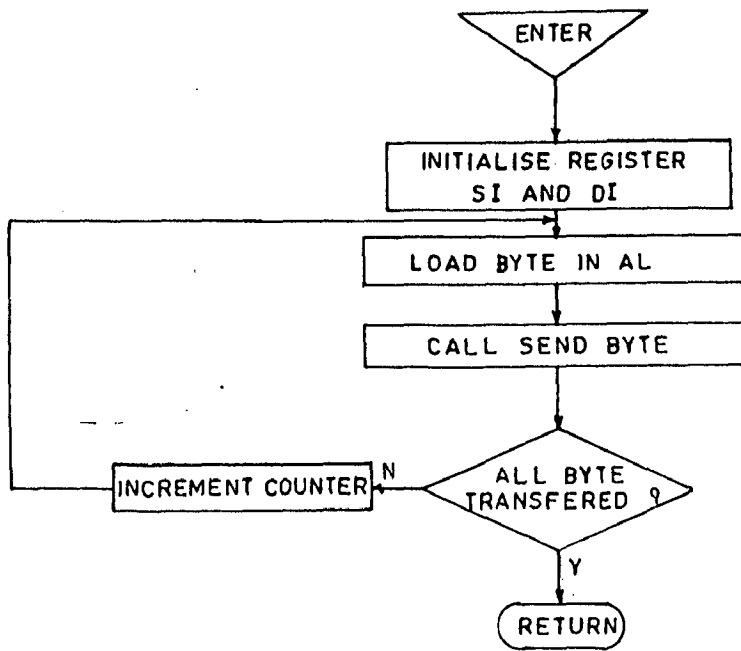 ENTER
INITIALISE REGISTER
SI AND DI
LOAD BYTE IN AL
CALL SEND BYTE
ALL BYTE
TRANSFERED ?
N
INCREMENT COUNTER
Y
RETURN